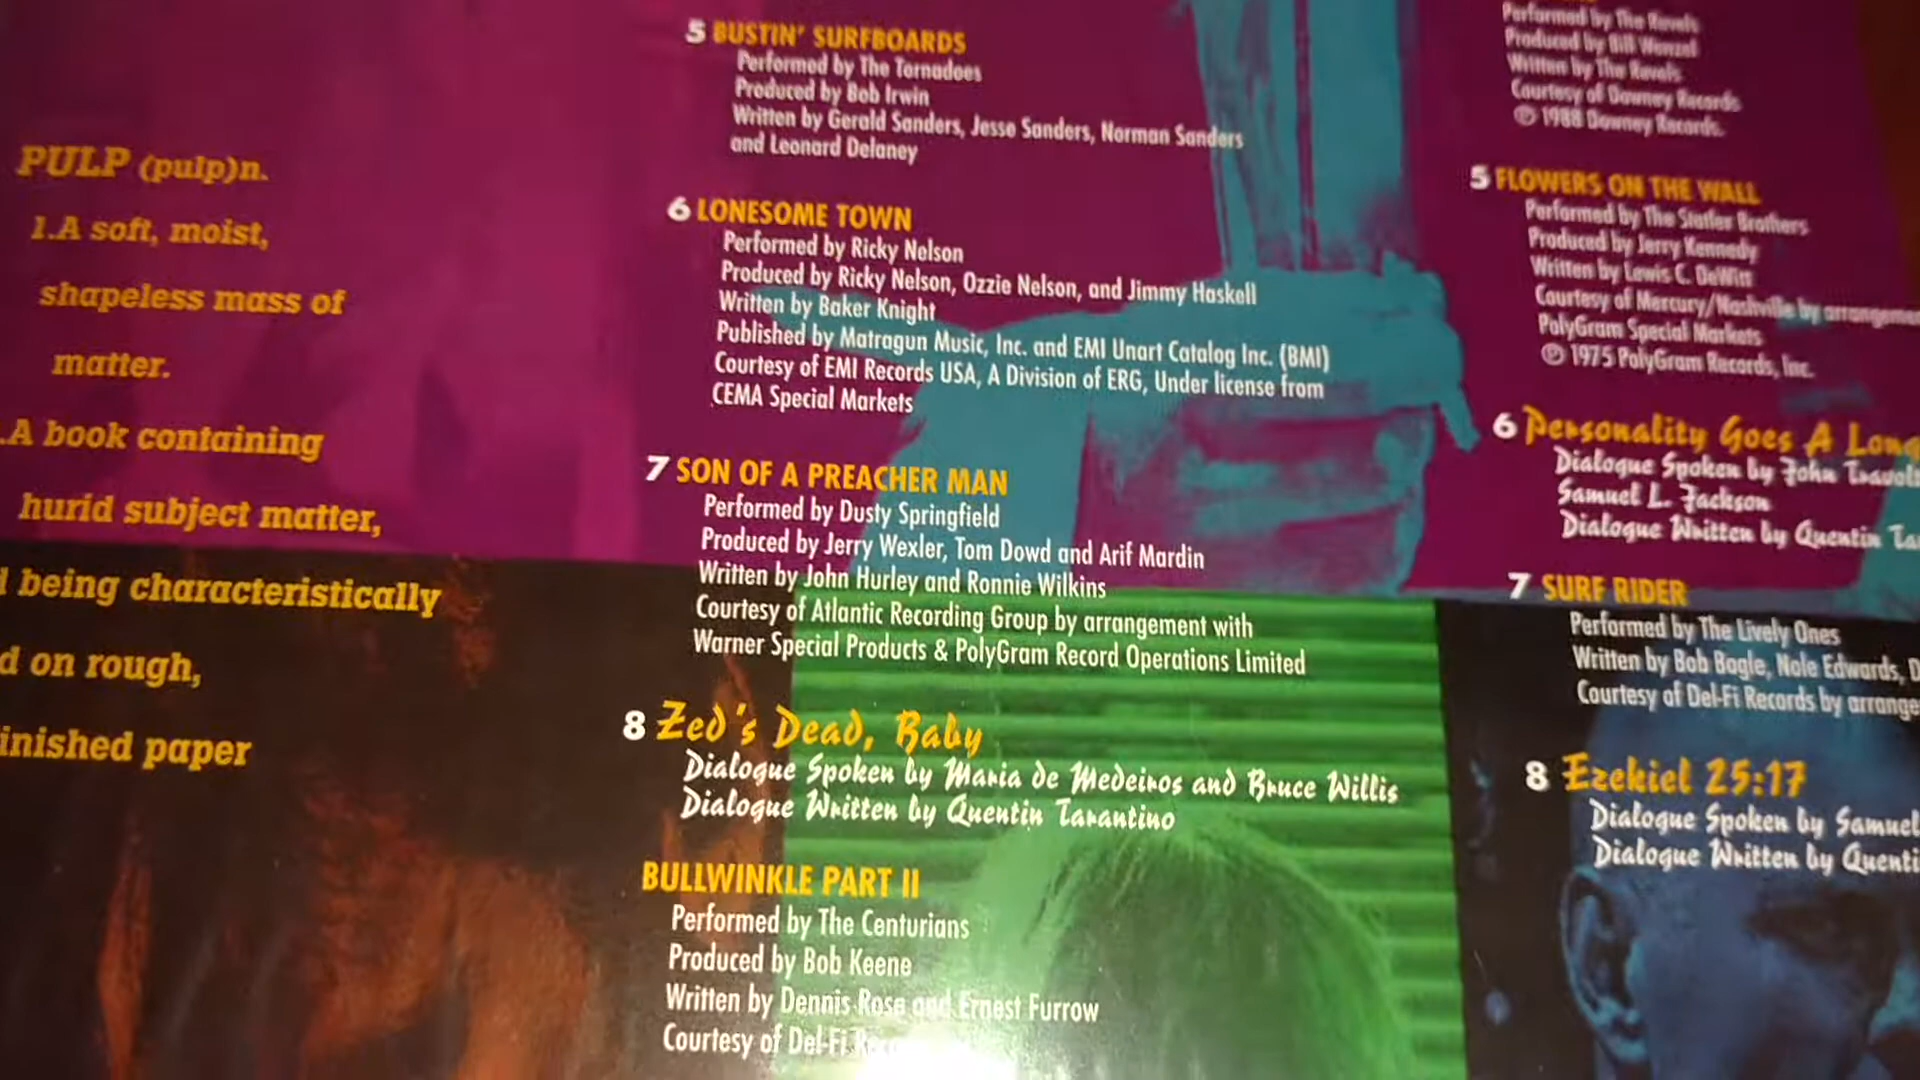 PULP (pulp)n.
1.A soft, moist,
shapeless mass of
matter.
.A book containing
hurid subject matter,
being characteristically
d on rough,
inished paper
5 BUSTIN' SURFBOARDS
Performed by The Tornadoes
Produced by Bob Irwin
Written by Gerald Sanders, Jesse Sanders, Norman Sanders
and Leonard Delaney
6 LONESOME TOWN
Performed by Ricky Nelson
Produced by Ricky Nelson, Ozzie Nelson, and Jimmy Haskell
Written by Baker Knight
Published by Matragun Music, Inc. and EMI Unart Catalog Inc. (BMI)
Courtesy of EMI Records USA, A Division of ERG, Under license from
CEMA Special Markets
7 SON OF A PREACHER MAN
Performed by Dusty Springfield
Produced by Jerry Wexler, Tom Dowd and Arif Mardin
Written by John Hurley and Ronnie Wilkins
Courtesy of Atlantic Recording Group by arrangement with
Warner Special Products & PolyGram Record Operations Limited
8 Zed's Dead, Baby
Dialogue Spoken by Maria de Medeiros and Bruce Willis
Dialogue Written by Quentin Tarantino
BULLWINKLE PART II
Performed by The Centurians
Produced by Bob Keene
Written by Dennis Rose and Ernest Furrow
Courtesy of Del-Fi
Performed by The Revels
Produced by Bill Wenzel
Written by The Revels
Courtesy of Downey Records
℗ 1988 Downey Records.
5 FLOWERS ON THE WALL
Performed by The Statler Brothers
Produced by Jerry Kennedy
Written by Lewis C. DeWitt
Courtesy of Mercury/Nashville by arrangemen
PolyGram Special Markets
℗ 1975 PolyGram Records, Inc.
6 Personality Goes A Long
Dialogue Spoken by John Travolt
Samuel L. Jackson
Dialogue Written by Quentin Ta
7 SURF RIDER
Performed by The Lively Ones
Written by Bob Bogle, Nole Edwards, D
Courtesy of Del-Fi Records by arrange
8 Ezekiel 25:17
Dialogue Spoken by Samuel
Dialogue Written by Quenti